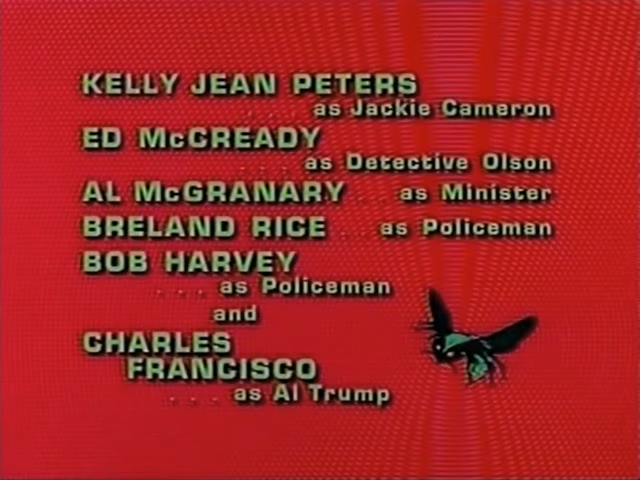 KELLY JEAN PETERS
. . . as Jackie Cameron
ED McCREADY
. . . as Detective Olson
AL McGRANARY . . as Minister
BRELAND RICE . . as Policeman
BOB HARVEY
. . . as Policeman
and
CHARLES
FRANCISCO
. . . as Al Trump